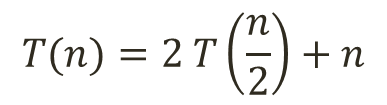 T(n) = 2 T(n/2) + n